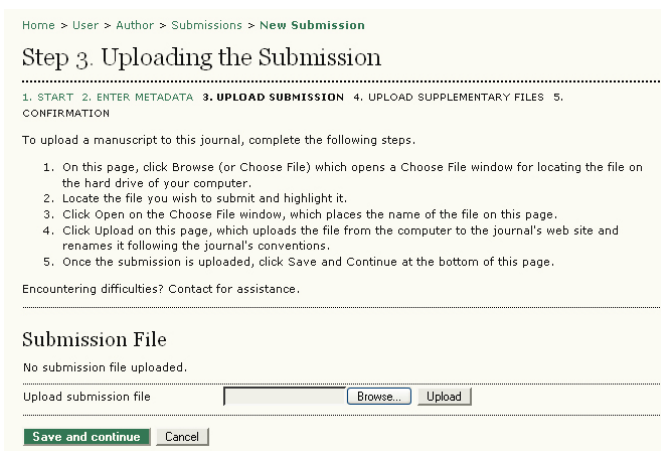 Home > User > Author > Submissions > New Submission
Step 3. Uploading the Submission
1. START 2. ENTER METADATA 3. UPLOAD SUBMISSION 4. UPLOAD SUPPLEMENTARY FILES 5.
CONFIRMATION
To upload a manuscript to this journal, complete the following steps.
1. On this page, click Browse (or Choose File) which opens a Choose File window for locating the file on
the hard drive of your computer.
2. Locate the file you wish to submit and highlight it.
3. Click Open on the Choose File window, which places the name of the file on this page.
4. Click Upload on this page, which uploads the file from the computer to the journal's web site and
renames it following the journal's conventions.
5. Once the submission is uploaded, click Save and Continue at the bottom of this page.
Encountering difficulties? Contact for assistance.
Submission File
No submission file uploaded.
Upload submission file Browse... Upload
Save and continue Cancel